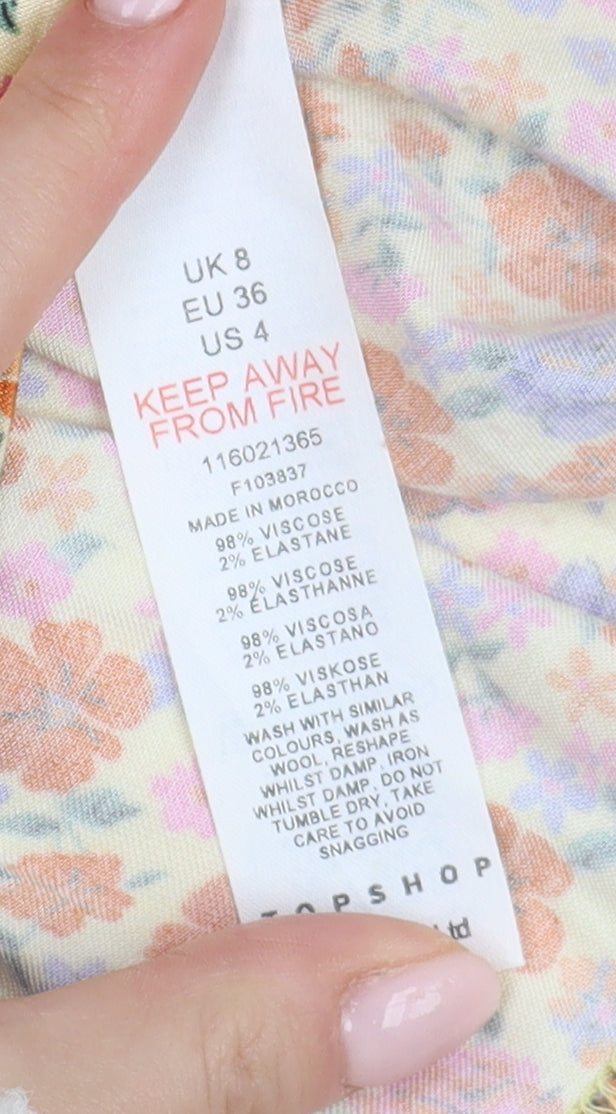 UK 8
EU 36
US 4
KEEP AWAY
FROM FIRE
116021365
F103837
MADE IN MOROCCO
98% VISCOSE
2% ELASTANE
98% VISCOSE
2% ELASTHANNE
98% VISCOSA
2% ELASTANO
98% VISKOSE
2% ELASTHAN
WASH WITH SIMILAR
COLOURS, WASH AS
WOOL, RESHAPE
WHILST DAMP, IRON
WHILST DAMP, DO NOT
TUMBLE DRY, TAKE
CARE TO AVOID
SNAGGING
TOPSHOP
Ltd